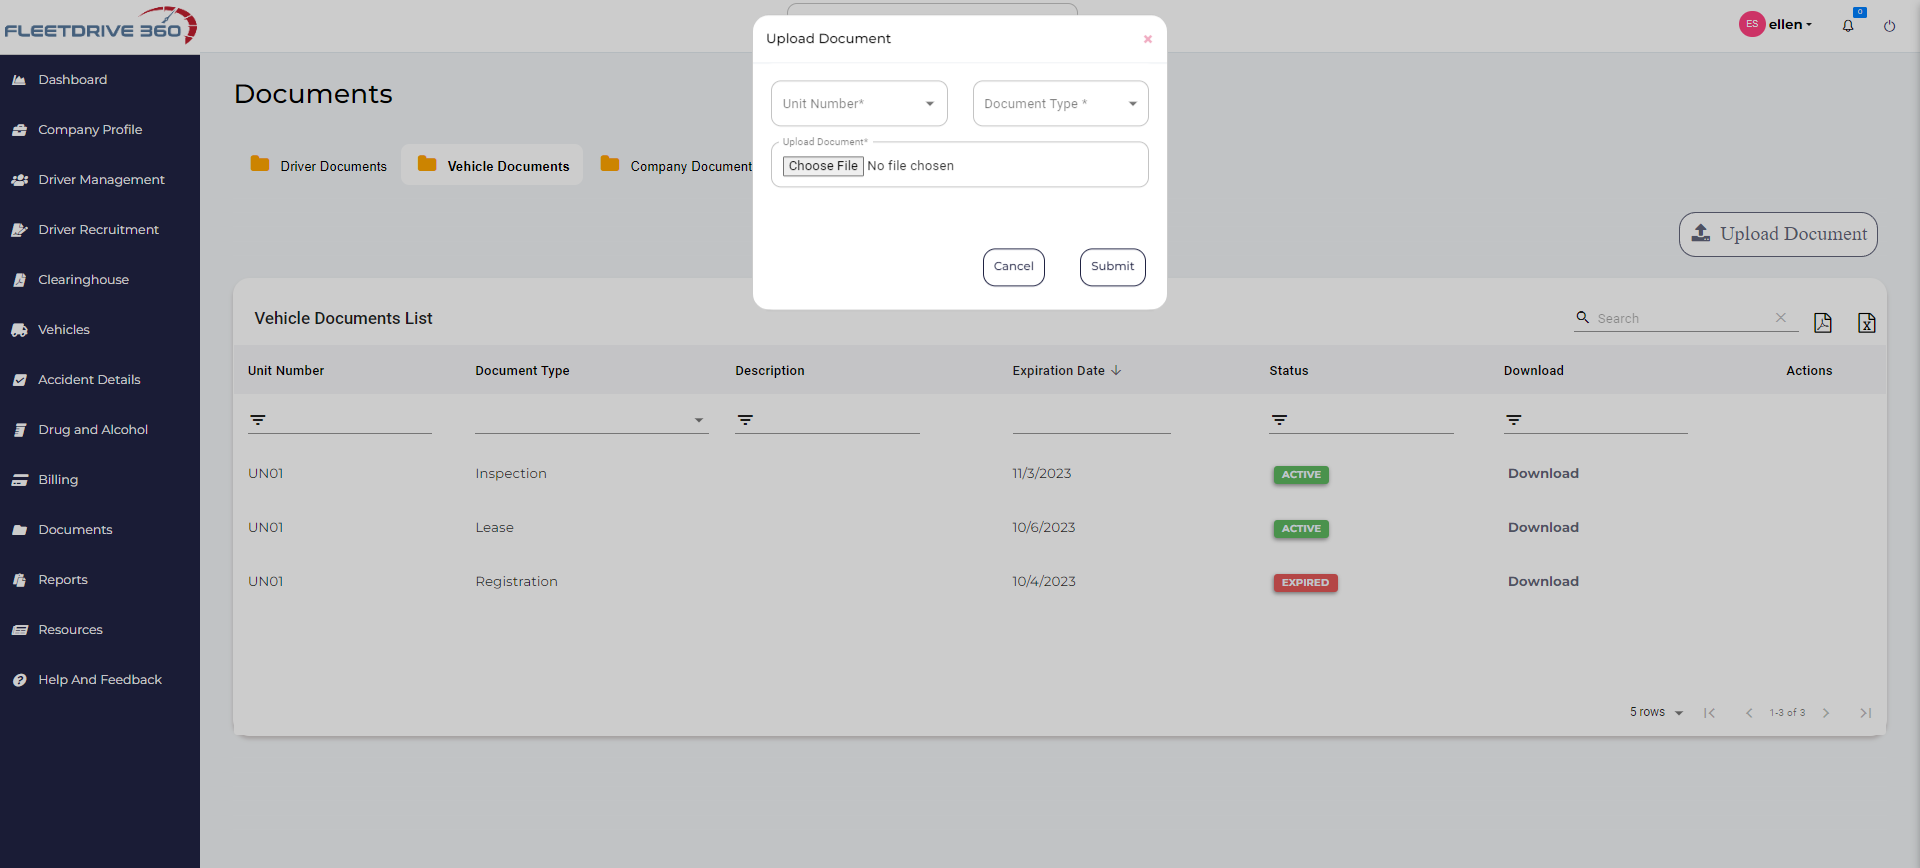 FLEETDRIVE 360
ES ellen
0
Dashboard
Company Profile
Driver Management
Driver Recruitment
Clearinghouse
Vehicles
Accident Details
Drug and Alcohol
Billing
Documents
Reports
Resources
Help And Feedback
Documents
Driver Documents
Vehicle Documents
Company Document
Upload Document
Upload Document
Unit Number*
Document Type *
Upload Document*
Choose File No file chosen
Cancel
Submit
Vehicle Documents List
Search
Unit Number Document Type Description Expiration Date Status Download Actions
UN01 Inspection 11/3/2023 ACTIVE Download
UN01 Lease 10/6/2023 ACTIVE Download
UN01 Registration 10/4/2023 EXPIRED Download
5 rows 1-3 of 3